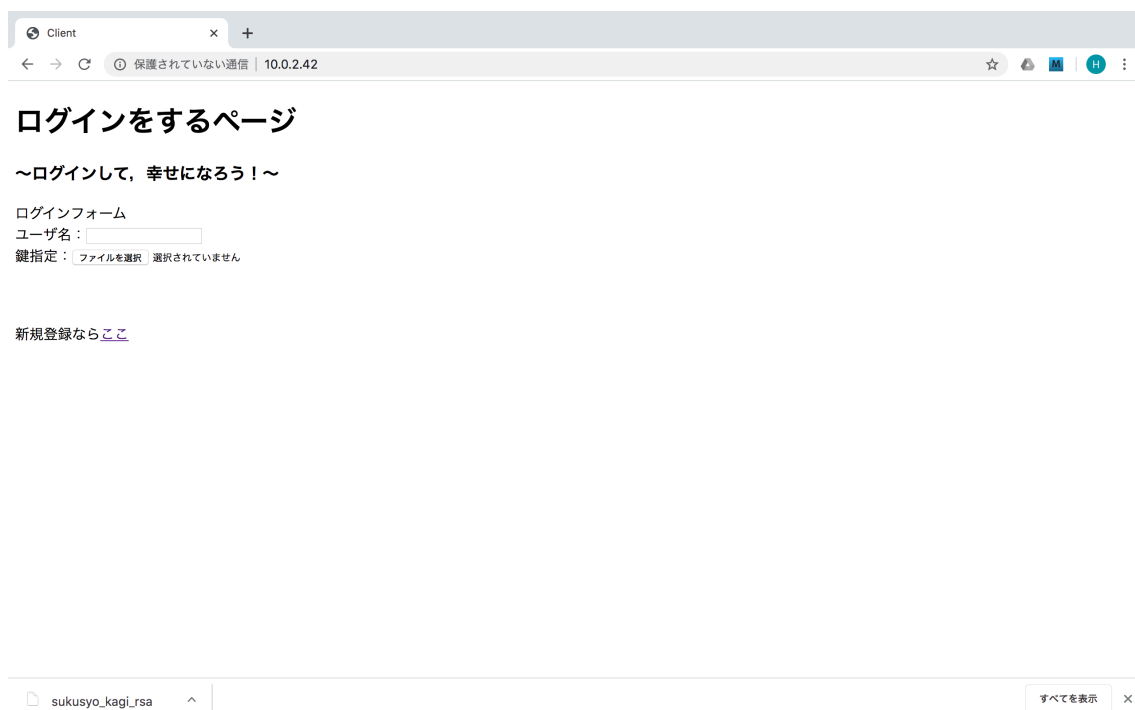 Client
保護されていない通信 | 10.0.2.42
M
H
ログインをするページ
〜ログインして，幸せになろう！〜
ログインフォーム
ユーザ名：
鍵指定： ファイルを選択 選択されていません
新規登録ならここ
sukusyo_kagi_rsa
すべてを表示